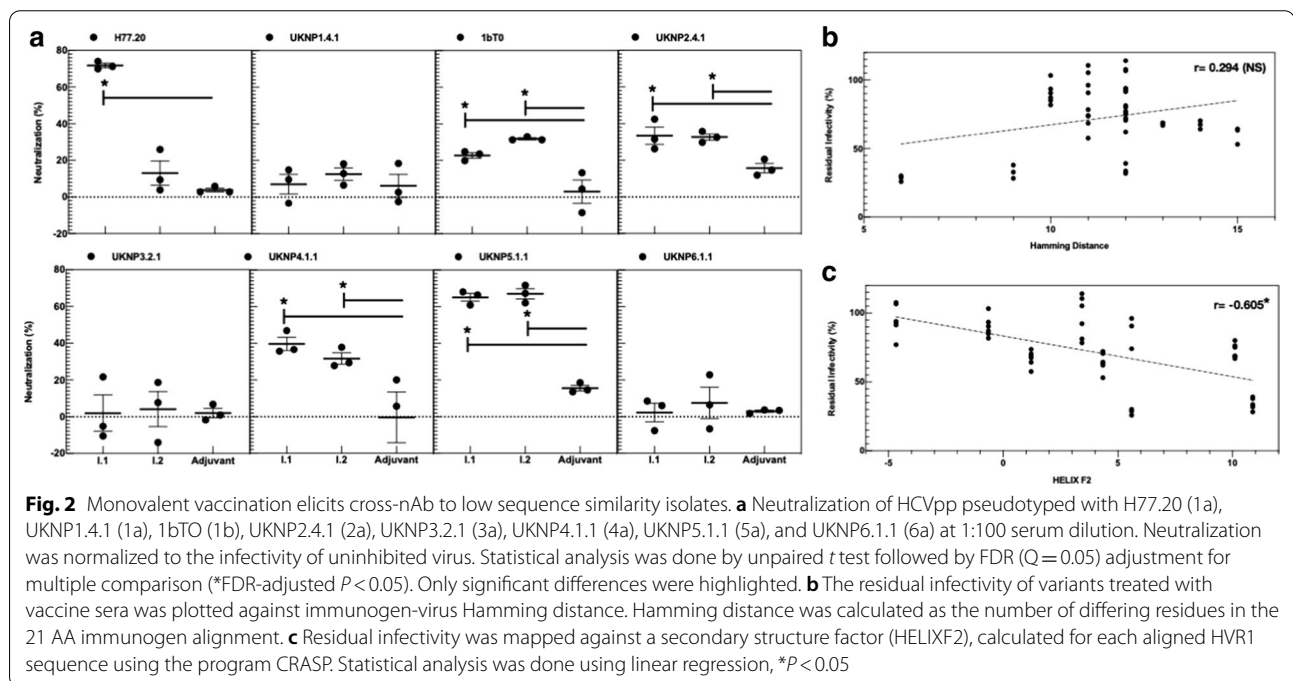 a
H77.20 UKNP1.4.1 1bT0 UKNP2.4.1
Neutralization (%)
80
60
40
20
0
-20
*
* *
* *
UKNP3.2.1 UKNP4.1.1 UKNP5.1.1 UKNP6.1.1
Neutralization (%)
80
60
40
20
0
-20
* *
* *
I.1 I.2 Adjuvant I.1 I.2 Adjuvant I.1 I.2 Adjuvant I.1 I.2 Adjuvant
b
r= 0.294 (NS)
Residual Infectivity
100
50
0
5 10 15
Hamming Distance
c
r= -0.605*
Residual Infectivity
100
50
0
-5 0 5 10
HELIX F2
Fig. 2 Monovalent vaccination elicits cross-nAb to low sequence similarity isolates. a Neutralization of HCVpp pseudotyped with H77.20 (1a),
UKNP1.4.1 (1a), 1bTO (1b), UKNP2.4.1 (2a), UKNP3.2.1 (3a), UKNP4.1.1 (4a), UKNP5.1.1 (5a), and UKNP6.1.1 (6a) at 1:100 serum dilution. Neutralization
was normalized to the infectivity of uninhibited virus. Statistical analysis was done by unpaired t test followed by FDR (Q = 0.05) adjustment for
multiple comparison (*FDR-adjusted P < 0.05). Only significant differences were highlighted. b The residual infectivity of variants treated with
vaccine sera was plotted against immunogen-virus Hamming distance. Hamming distance was calculated as the number of differing residues in the
21 AA immunogen alignment. c Residual infectivity was mapped against a secondary structure factor (HELIXF2), calculated for each aligned HVR1
sequence using the program CRASP. Statistical analysis was done using linear regression, *P < 0.05